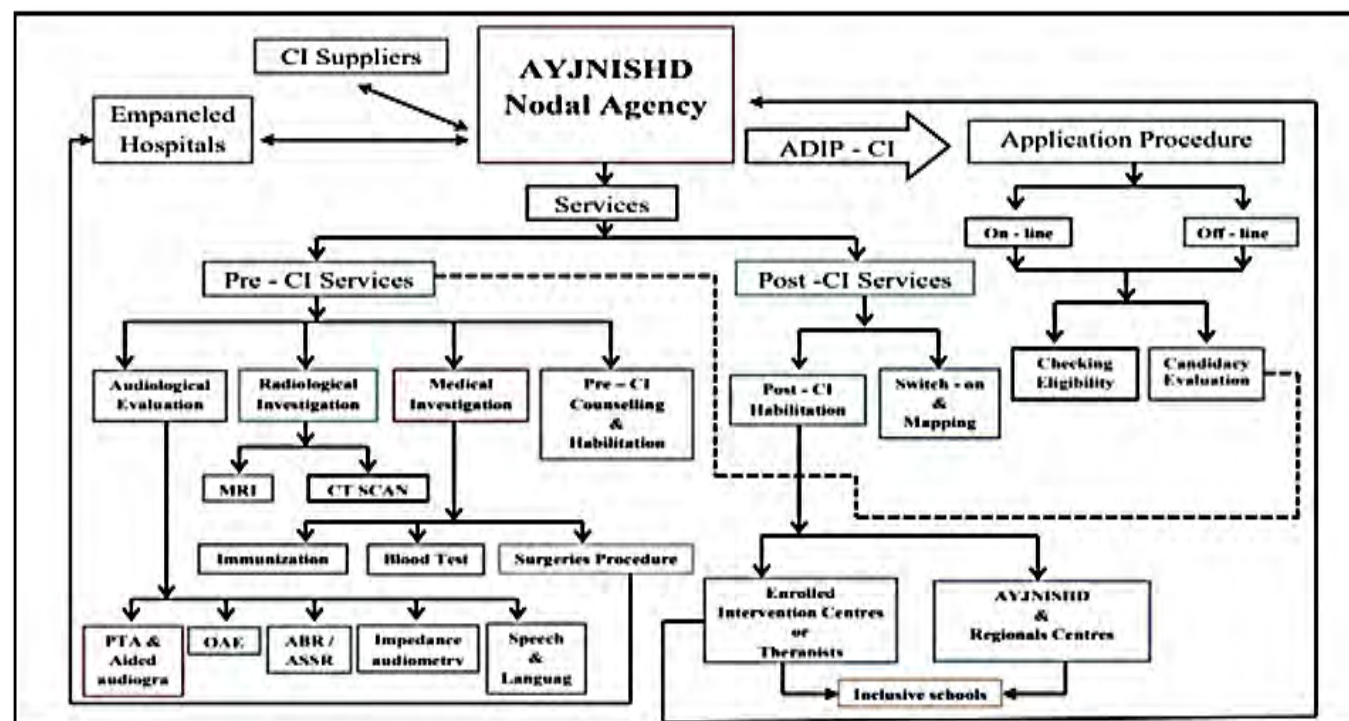 CI Suppliers
AYJNISHD
Nodal Agency
Empaneled
Hospitals
ADIP - CI
Application Procedure
Services
On - line
Off - line
Pre - CI Services
Post -CI Services
Audiological
Evaluation
Radiological
Investigation
Medical
Investigation
Pre – CI
Counselling
&
Habilitation
Post - CI
Habilitation
Switch - on
&
Mapping
Checking
Eligibility
Candidacy
Evaluation
MRI
CT SCAN
Immunization
Blood Test
Surgeries Procedure
Enrolled
Intervention Centres
or
Theranists
AYJNISHD
&
Regionals Centres
PTA &
Aided
audiogra
OAE
ABR /
ASSR
Impedance
audiometry
Speech
&
Languag
Inclusive schools